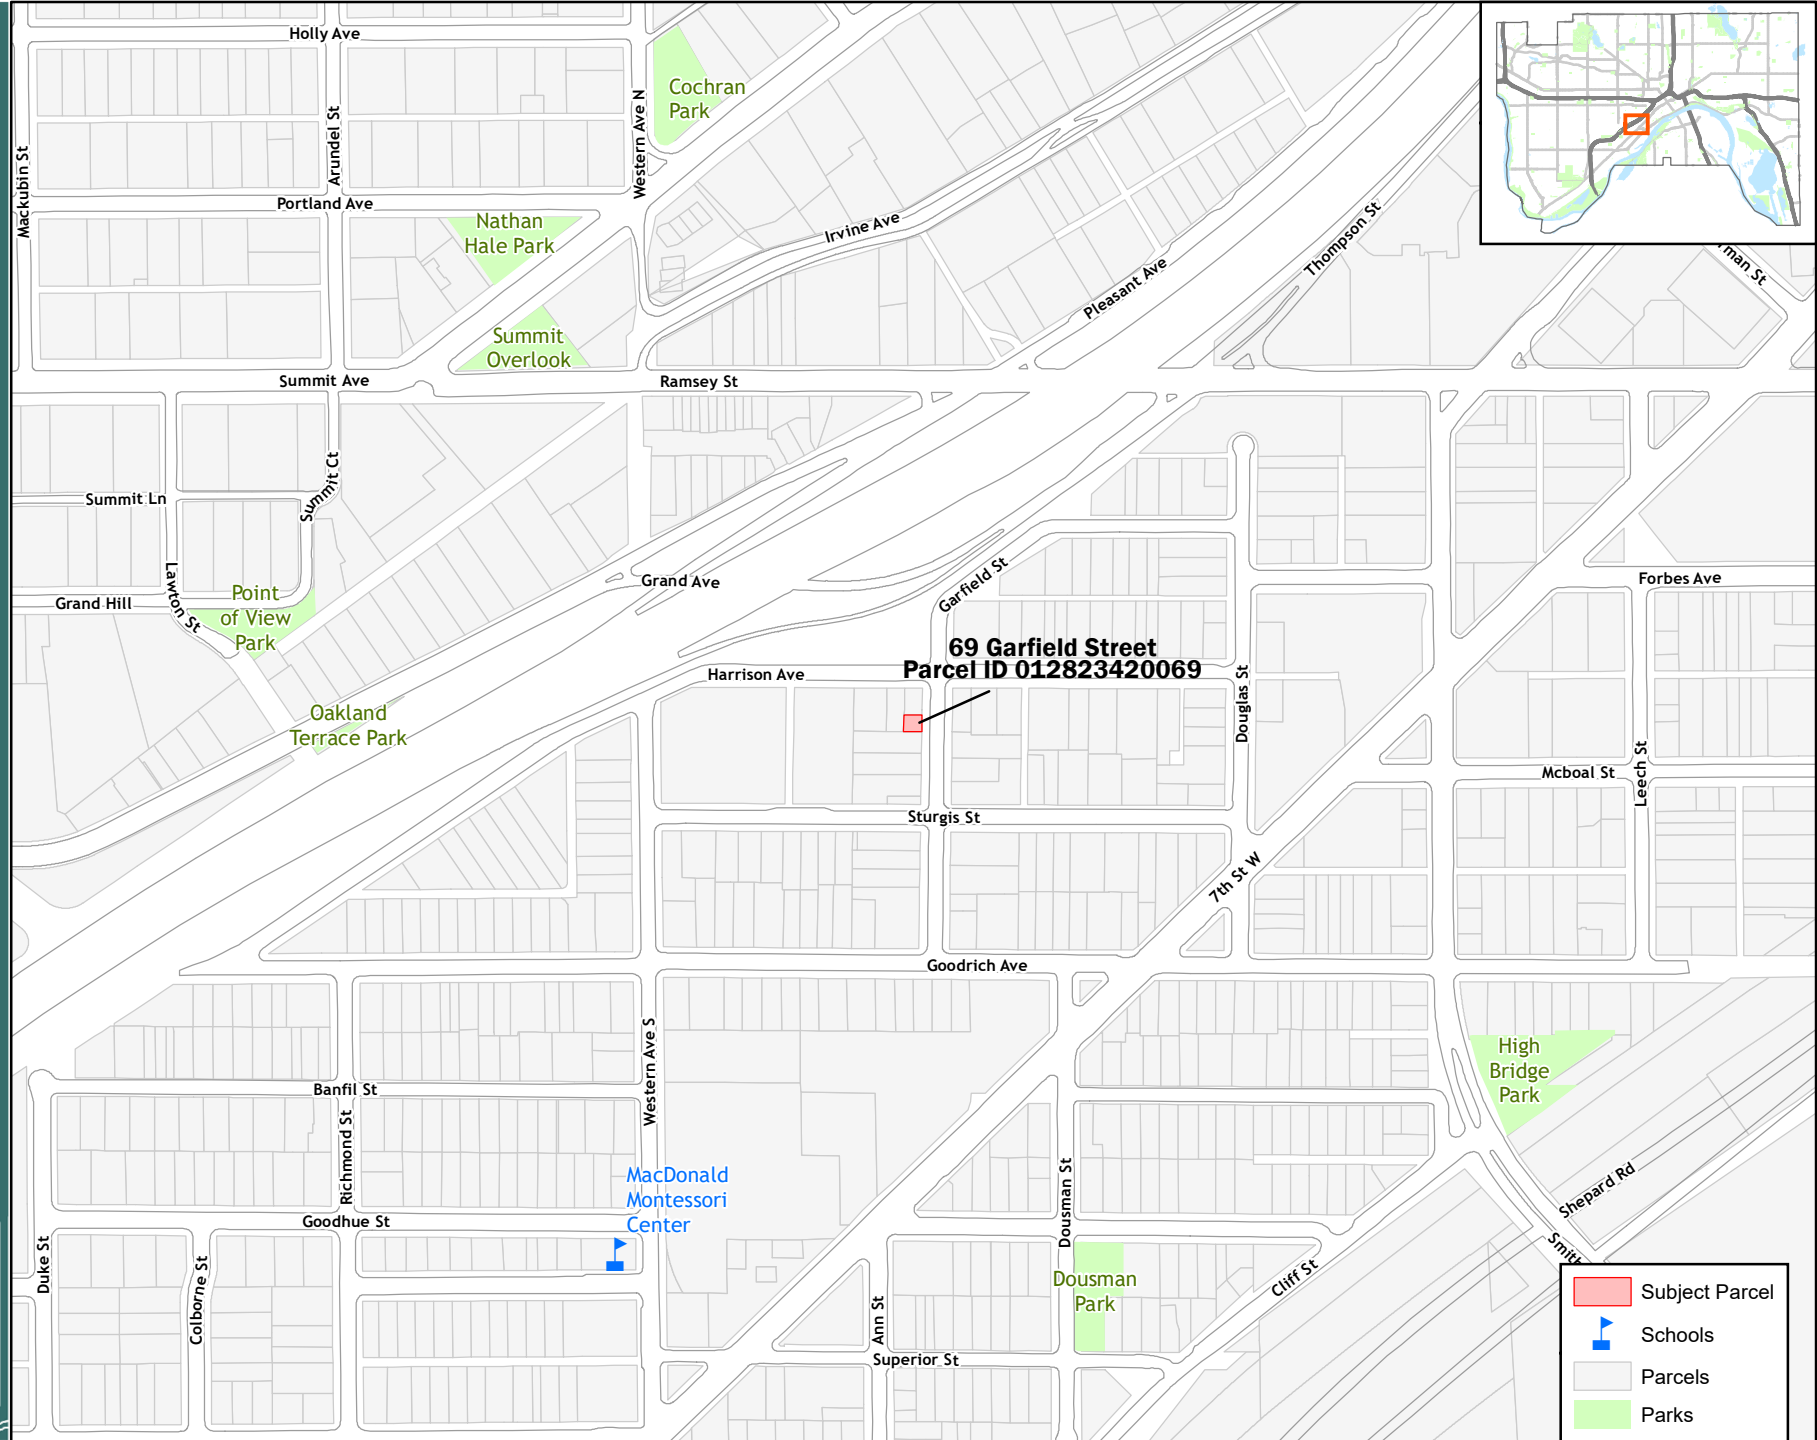 Holly Ave
Cochran
Park
Mackubin St
Arundel St
Western Ave N
Portland Ave
Nathan
Hale Park
Irvine Ave
Thompson St
Pleasant Ave
Summit
Overlook
Summit Ave
Ramsey St
Summit Ln
Summit Ct
Lawton St
Grand Ave
Garfield St
Forbes Ave
Grand Hill
Point
of View
Park
69 Garfield Street
Parcel ID 012823420069
Harrison Ave
Douglas St
Oakland
Terrace Park
Mcboal St
Leech St
Sturgis St
7th St W
Goodrich Ave
Western Ave S
High
Bridge
Park
Banfil St
Richmond St
MacDonald
Montessori
Center
Dousman St
Shepard Rd
Goodhue St
Duke St
Colborne St
Smith
Dousman
Park
Cliff St
Ann St
Superior St
Subject Parcel
Schools
Parcels
Parks